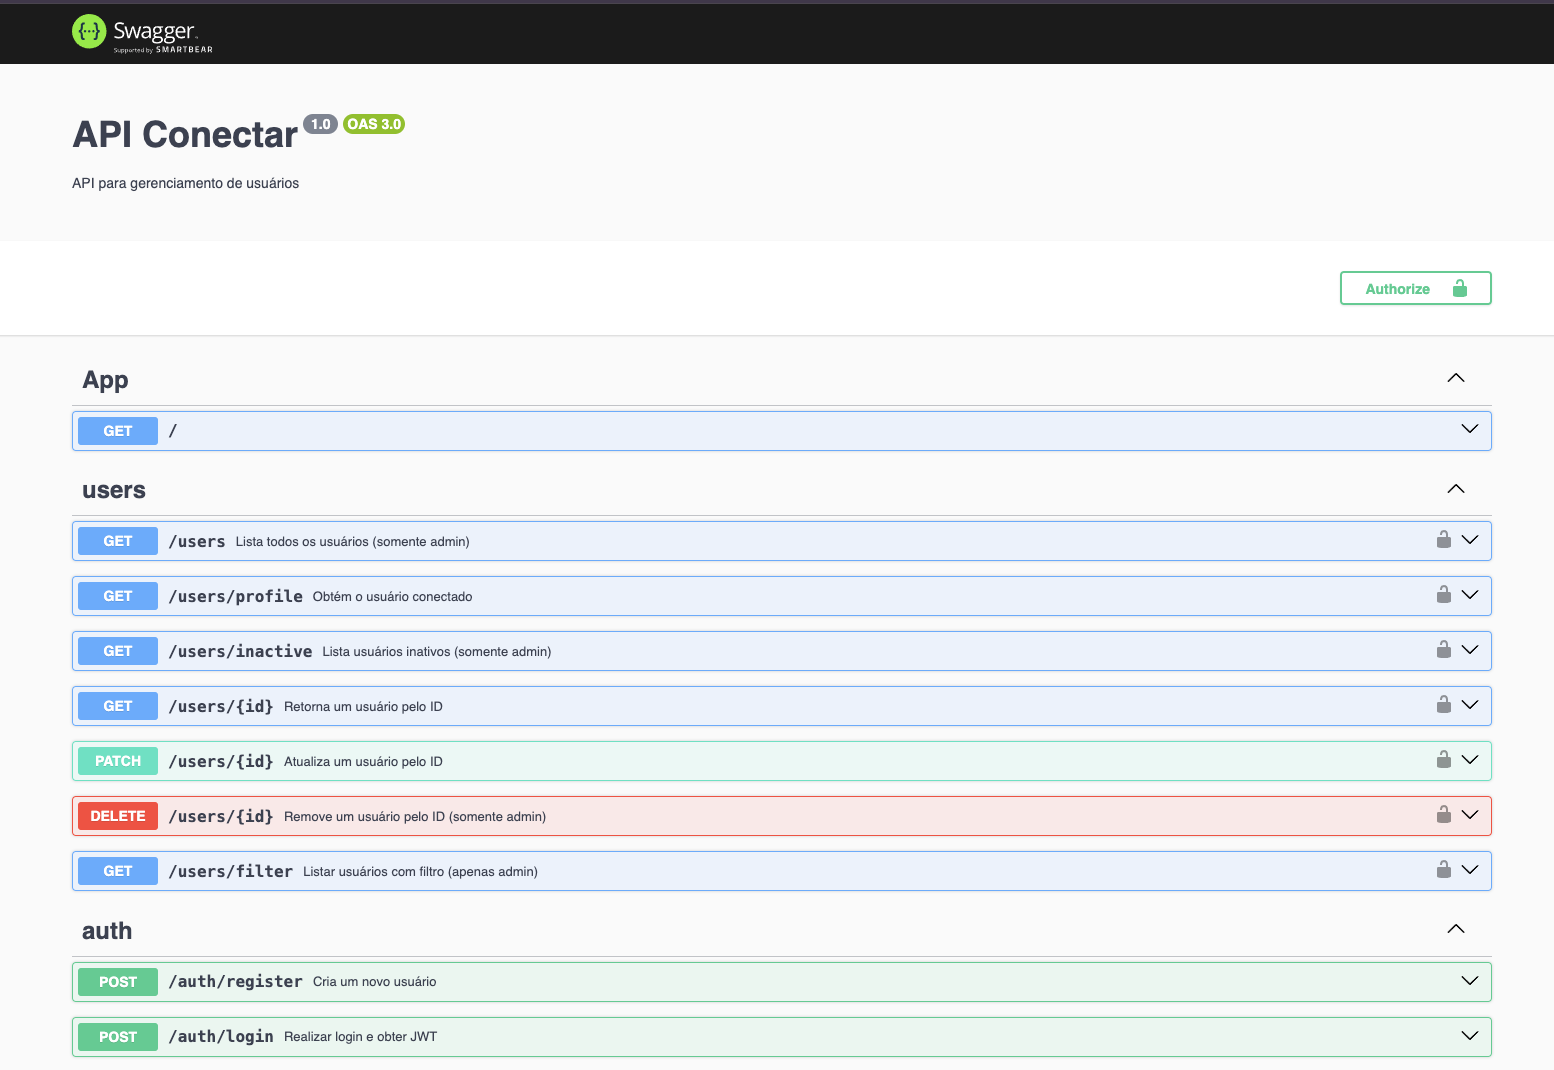 Swagger
Supported by SMARTBEAR
API Conectar 1.0 OAS 3.0
API para gerenciamento de usuários
Authorize
App
GET /
users
GET /users Lista todos os usuários (somente admin)
GET /users/profile Obtém o usuário conectado
GET /users/inactive Lista usuários inativos (somente admin)
GET /users/{id} Retorna um usuário pelo ID
PATCH /users/{id} Atualiza um usuário pelo ID
DELETE /users/{id} Remove um usuário pelo ID (somente admin)
GET /users/filter Listar usuários com filtro (apenas admin)
auth
POST /auth/register Cria um novo usuário
POST /auth/login Realizar login e obter JWT